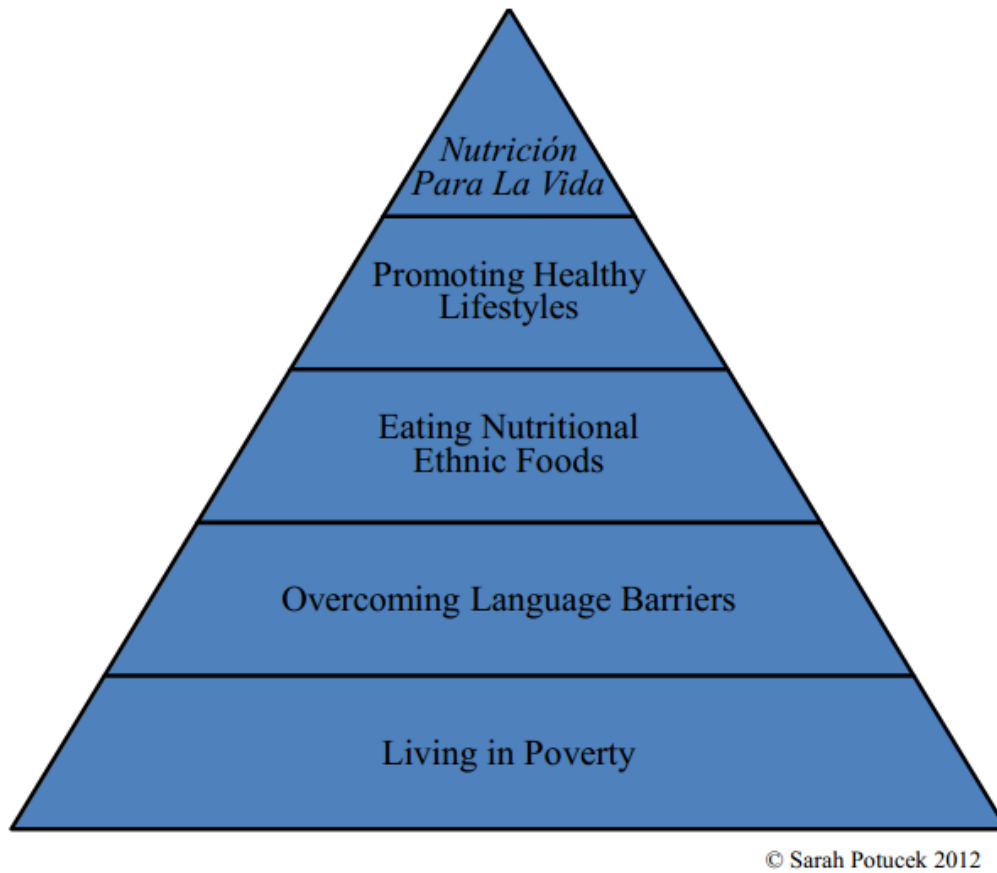 Nutrición
Para La Vida
Promoting Healthy
Lifestyles
Eating Nutritional
Ethnic Foods
Overcoming Language Barriers
Living in Poverty
© Sarah Potucek 2012